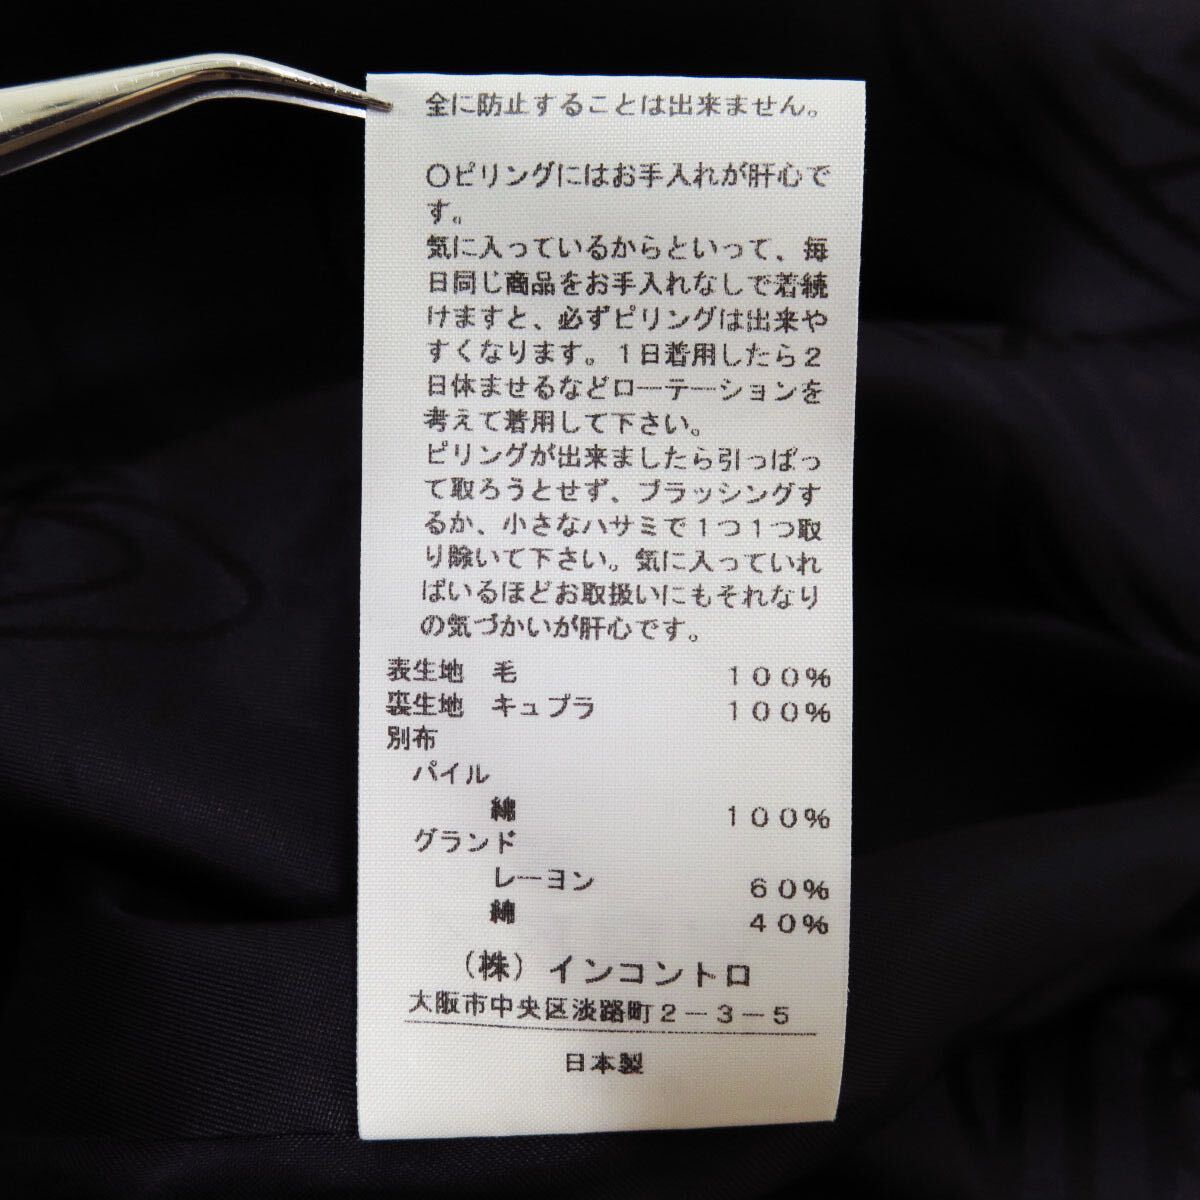 全に防止することは出来ません。
〇ピリングにはお手入れが肝心で
す。
気に入っているからといって、毎
日同じ商品をお手入れなしで着続
けますと、必ずピリングは出来や
すくなります。１日着用したら２
日休ませるなどローテーションを
考えて着用して下さい。
ピリングが出来ましたら引っぱっ
て取ろうとせず、ブラッシングす
るか、小さなハサミで１つ１つ取
り除いて下さい。気に入っていれ
ばいるほどお取扱いにもそれなり
の気づかいが肝心です。
表生地　毛　１００％
裏生地　キュプラ　１００％
別布
パイル
綿　１００％
グランド
レーヨン　６０％
綿　４０％
（株）インコントロ
大阪市中央区淡路町２－３－５
日本製